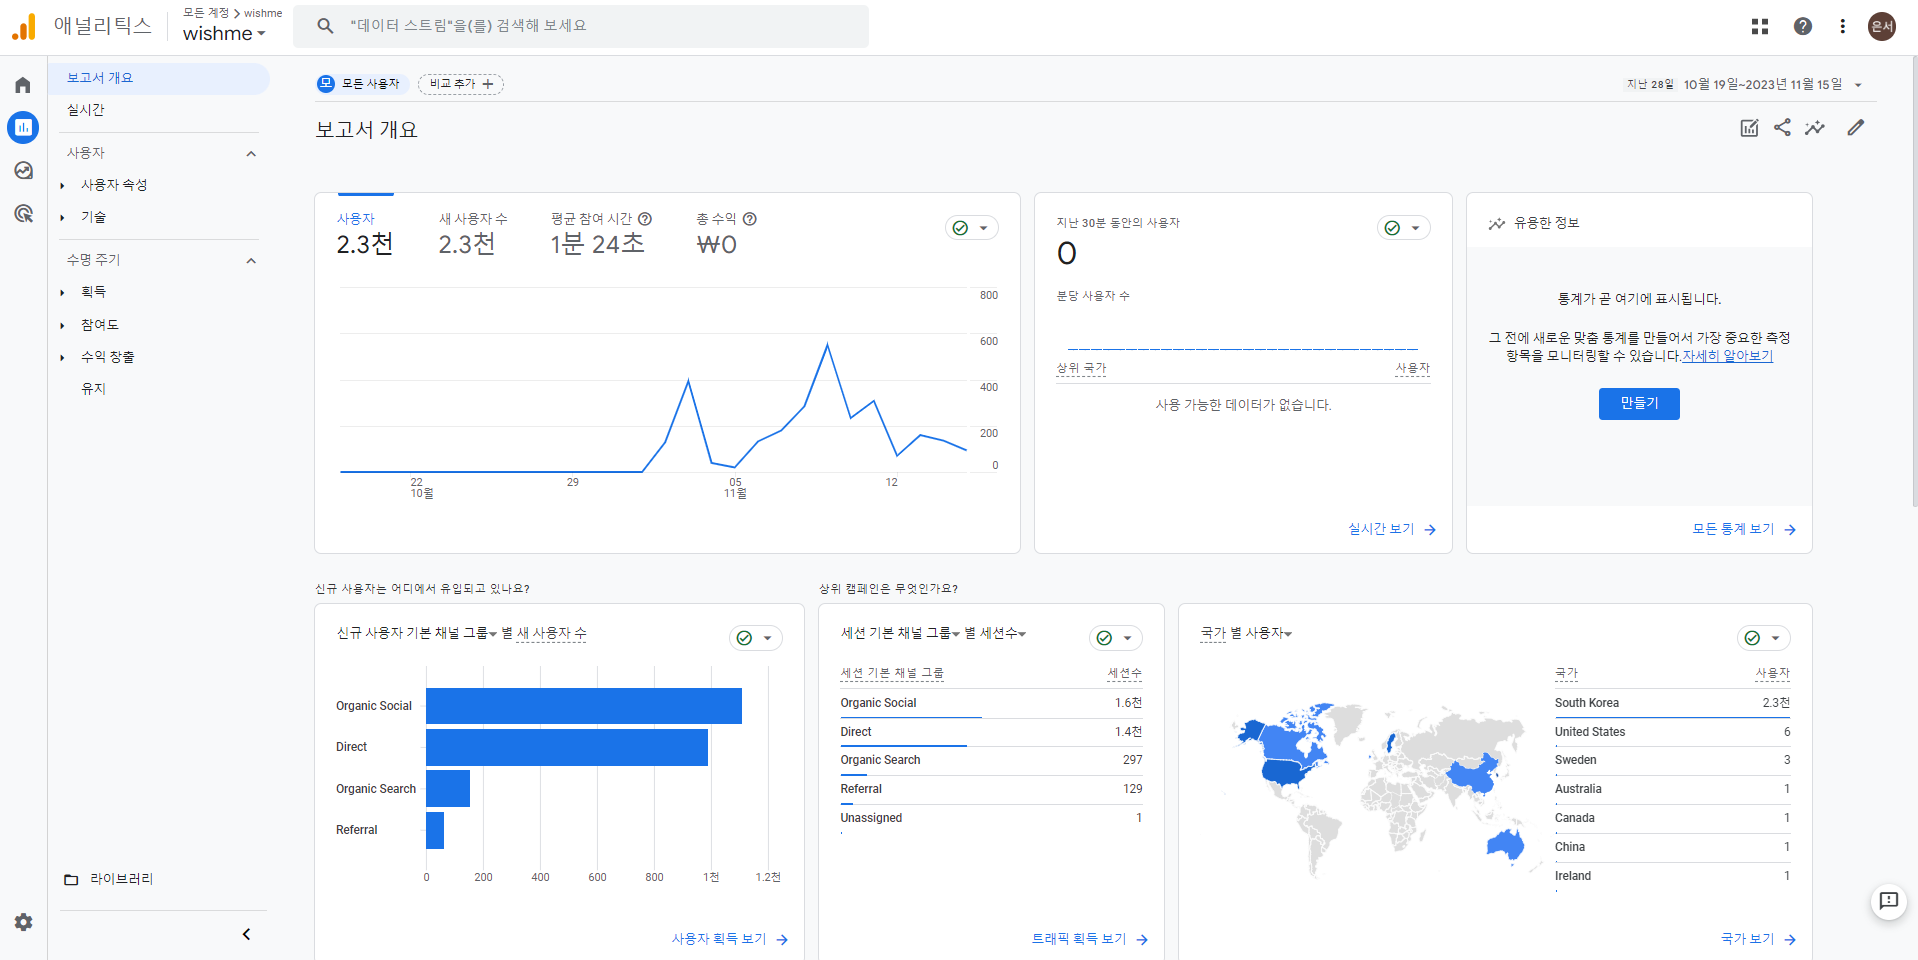 애널리틱스
모든 계정 > wishme
wishme
"데이터 스트림"을(를) 검색해 보세요
은서
보고서 개요
실시간
사용자
사용자 속성
기술
수명 주기
획득
참여도
수익 창출
유지
라이브러리
모 모든 사용자
비교 추가 +
지난 28일 10월 19일~2023년 11월 15일
보고서 개요
사용자 새 사용자 수 평균 참여 시간 총 수익
2.3천 2.3천 1분 24초 ₩0
800
600
400
200
0
22 29 05 12
10월 11월
지난 30분 동안의 사용자
0
분당 사용자 수
상위 국가 사용자
사용 가능한 데이터가 없습니다.
실시간 보기
유용한 정보
통계가 곧 여기에 표시됩니다.
그 전에 새로운 맞춤 통계를 만들어서 가장 중요한 측정
항목을 모니터링할 수 있습니다.자세히 알아보기
만들기
모든 통계 보기
신규 사용자는 어디에서 유입되고 있나요?
신규 사용자 기본 채널 그룹 별 새 사용자 수
Organic Social
Direct
Organic Search
Referral
0 200 400 600 800 1천 1.2천
사용자 획득 보기
상위 캠페인은 무엇인가요?
세션 기본 채널 그룹 별 세션수
세션 기본 채널 그룹 세션수
Organic Social 1.6천
Direct 1.4천
Organic Search 297
Referral 129
Unassigned 1
트래픽 획득 보기
국가 별 사용자
국가 사용자
South Korea 2.3천
United States 6
Sweden 3
Australia 1
Canada 1
China 1
Ireland 1
국가 보기